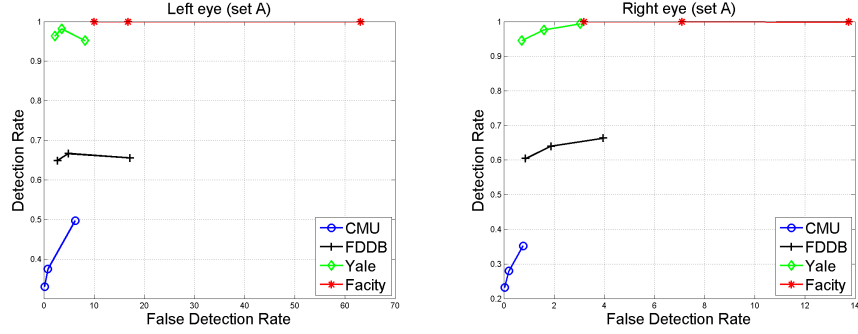 Left eye (set A)
Detection Rate
1
0.9
0.8
0.7
0.6
0.5
0.4
0 10 20 30 40 50 60 70
False Detection Rate
CMU
FDDB
Yale
Facity
Right eye (set A)
Detection Rate
1
0.9
0.8
0.7
0.6
0.5
0.4
0.3
0.2
0 2 4 6 8 10 12 14
False Detection Rate
CMU
FDDB
Yale
Facity